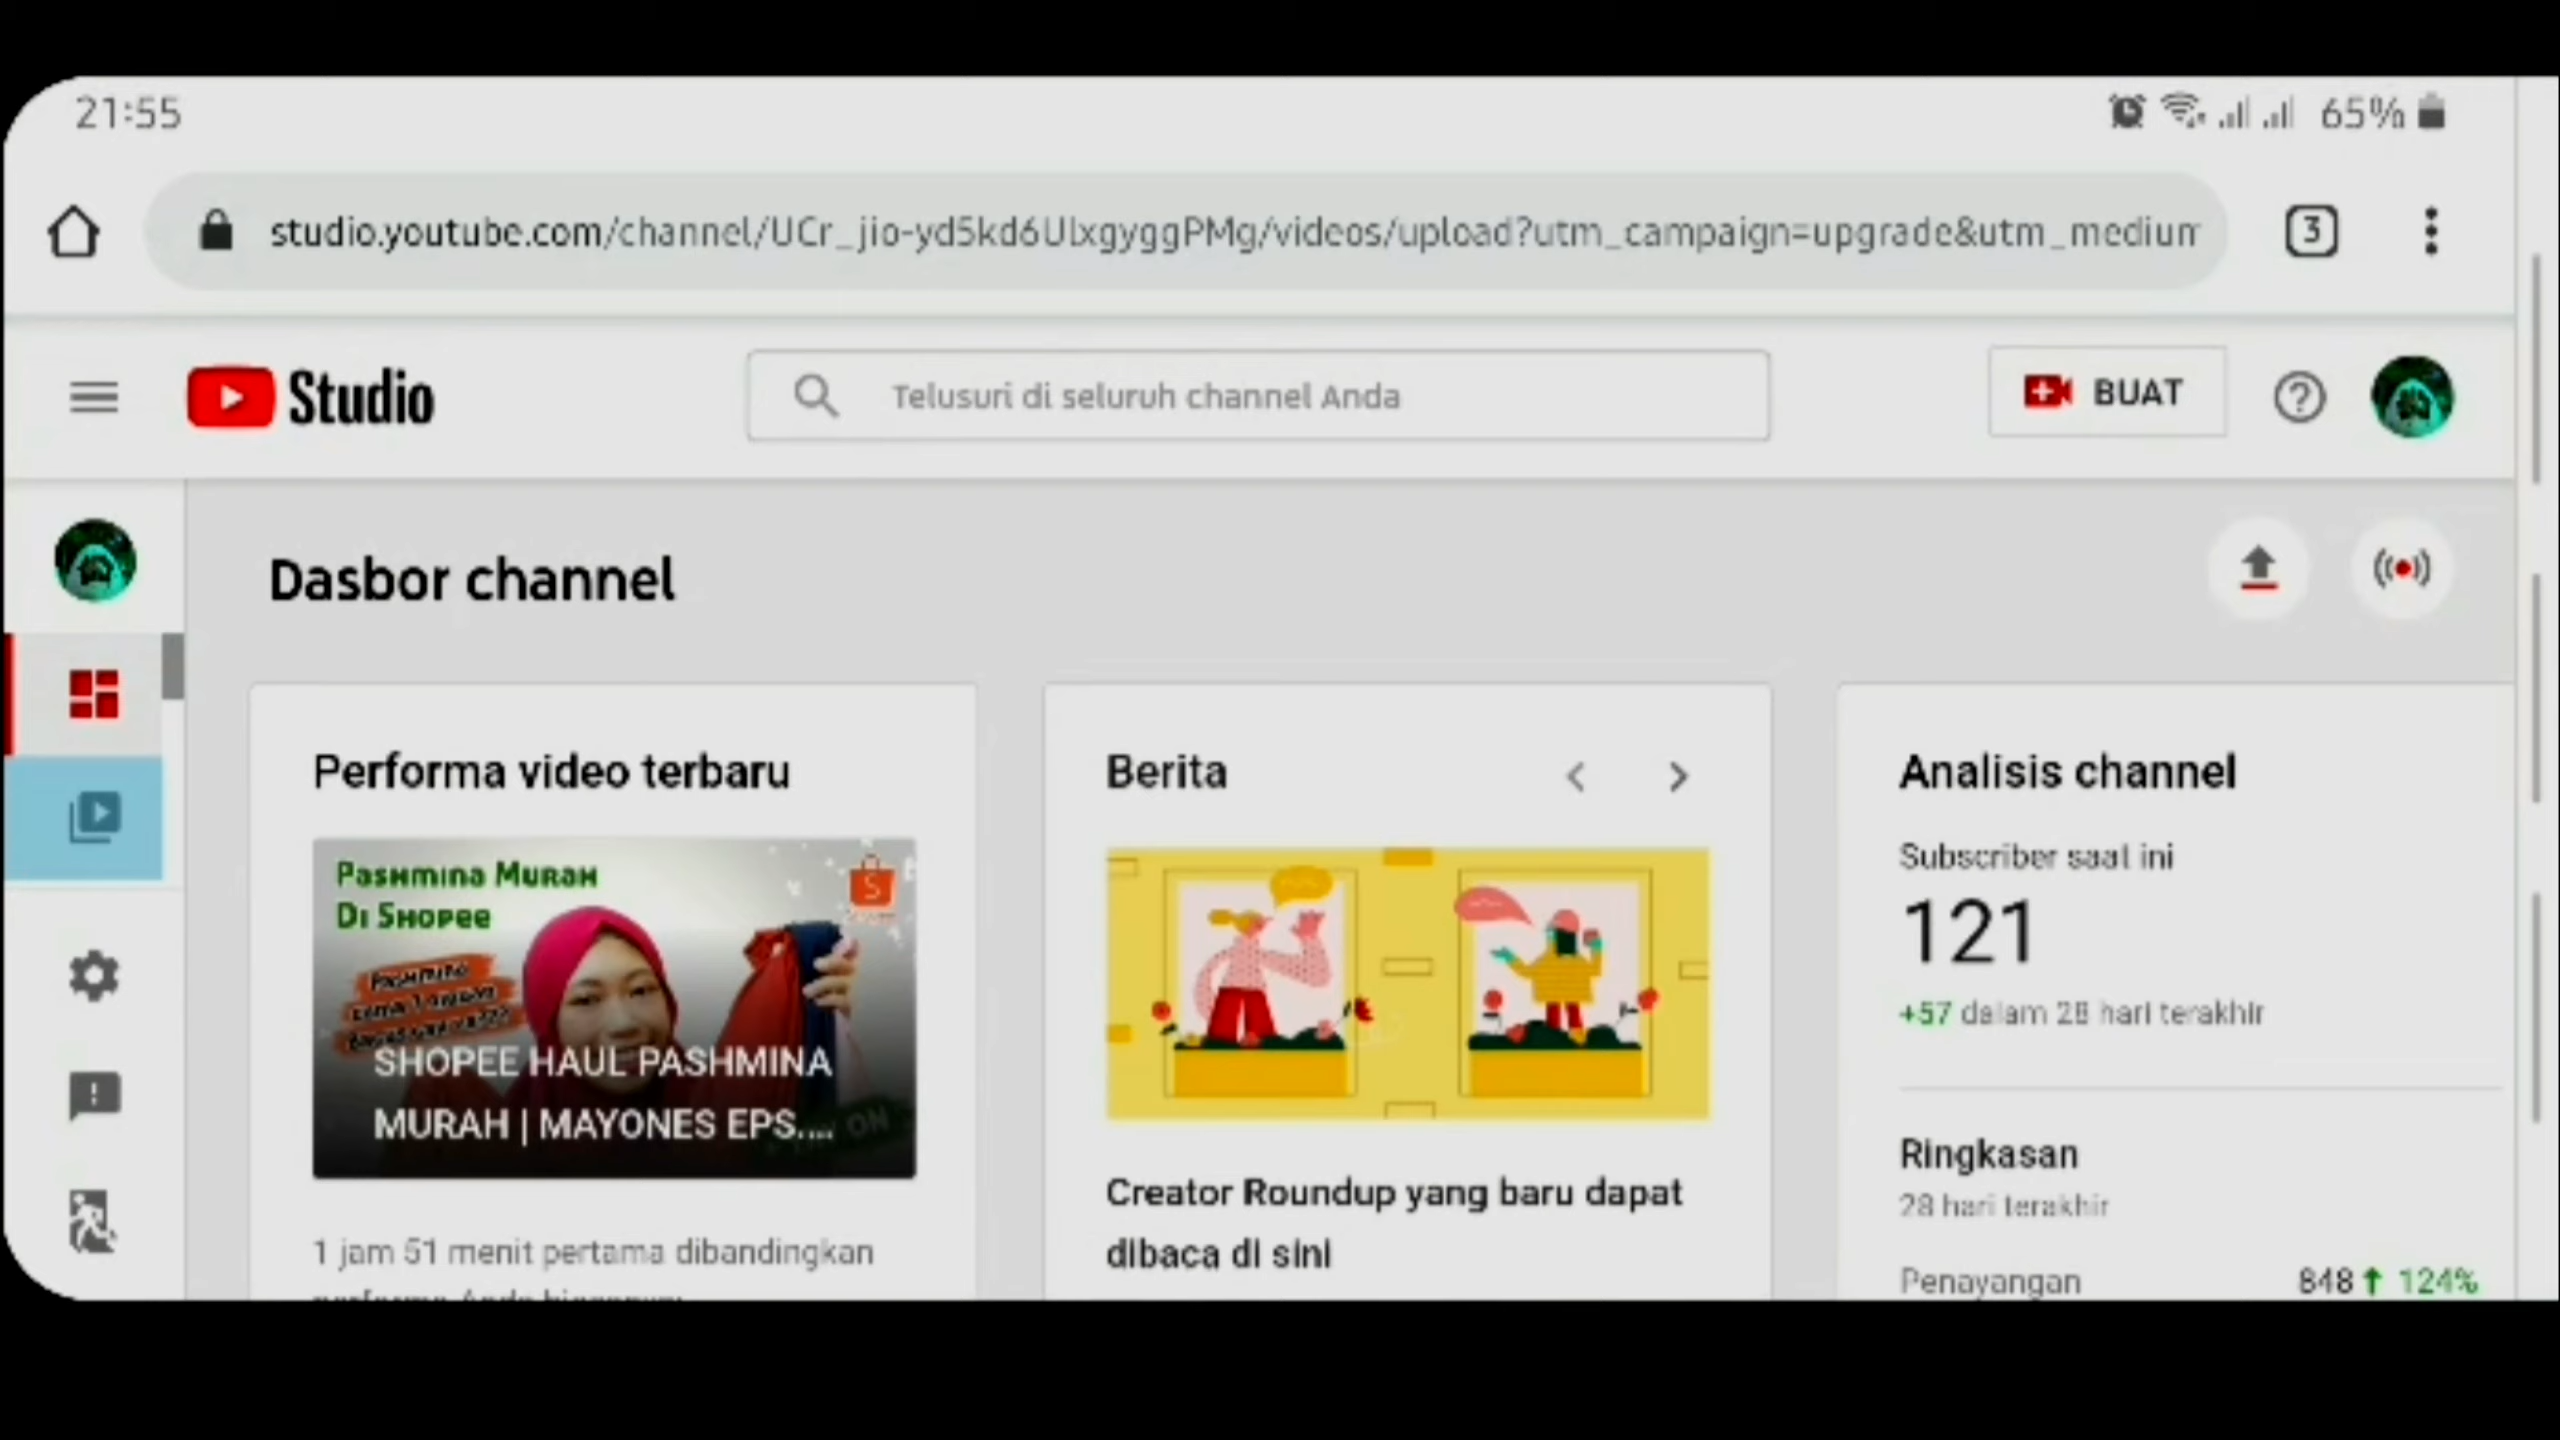 21:55
65%
studio.youtube.com/channel/UCr_jio-yd5kd6UlxgyggPMg/videos/upload?utm_campaign=upgrade&utm_medium
3
Studio
Telusuri di seluruh channel Anda
BUAT
Dasbor channel
Performa video terbaru
Pashmina Murah
Di Shopee
SHOPEE HAUL PASHMINA
MURAH | MAYONES EPS....
1 jam 51 menit pertama dibandingkan
Berita
Creator Roundup yang baru dapat
dibaca di sini
Analisis channel
Subscriber saat ini
121
+57 dalam 28 hari terakhir
Ringkasan
28 hari terakhir
Penayangan 848 124%